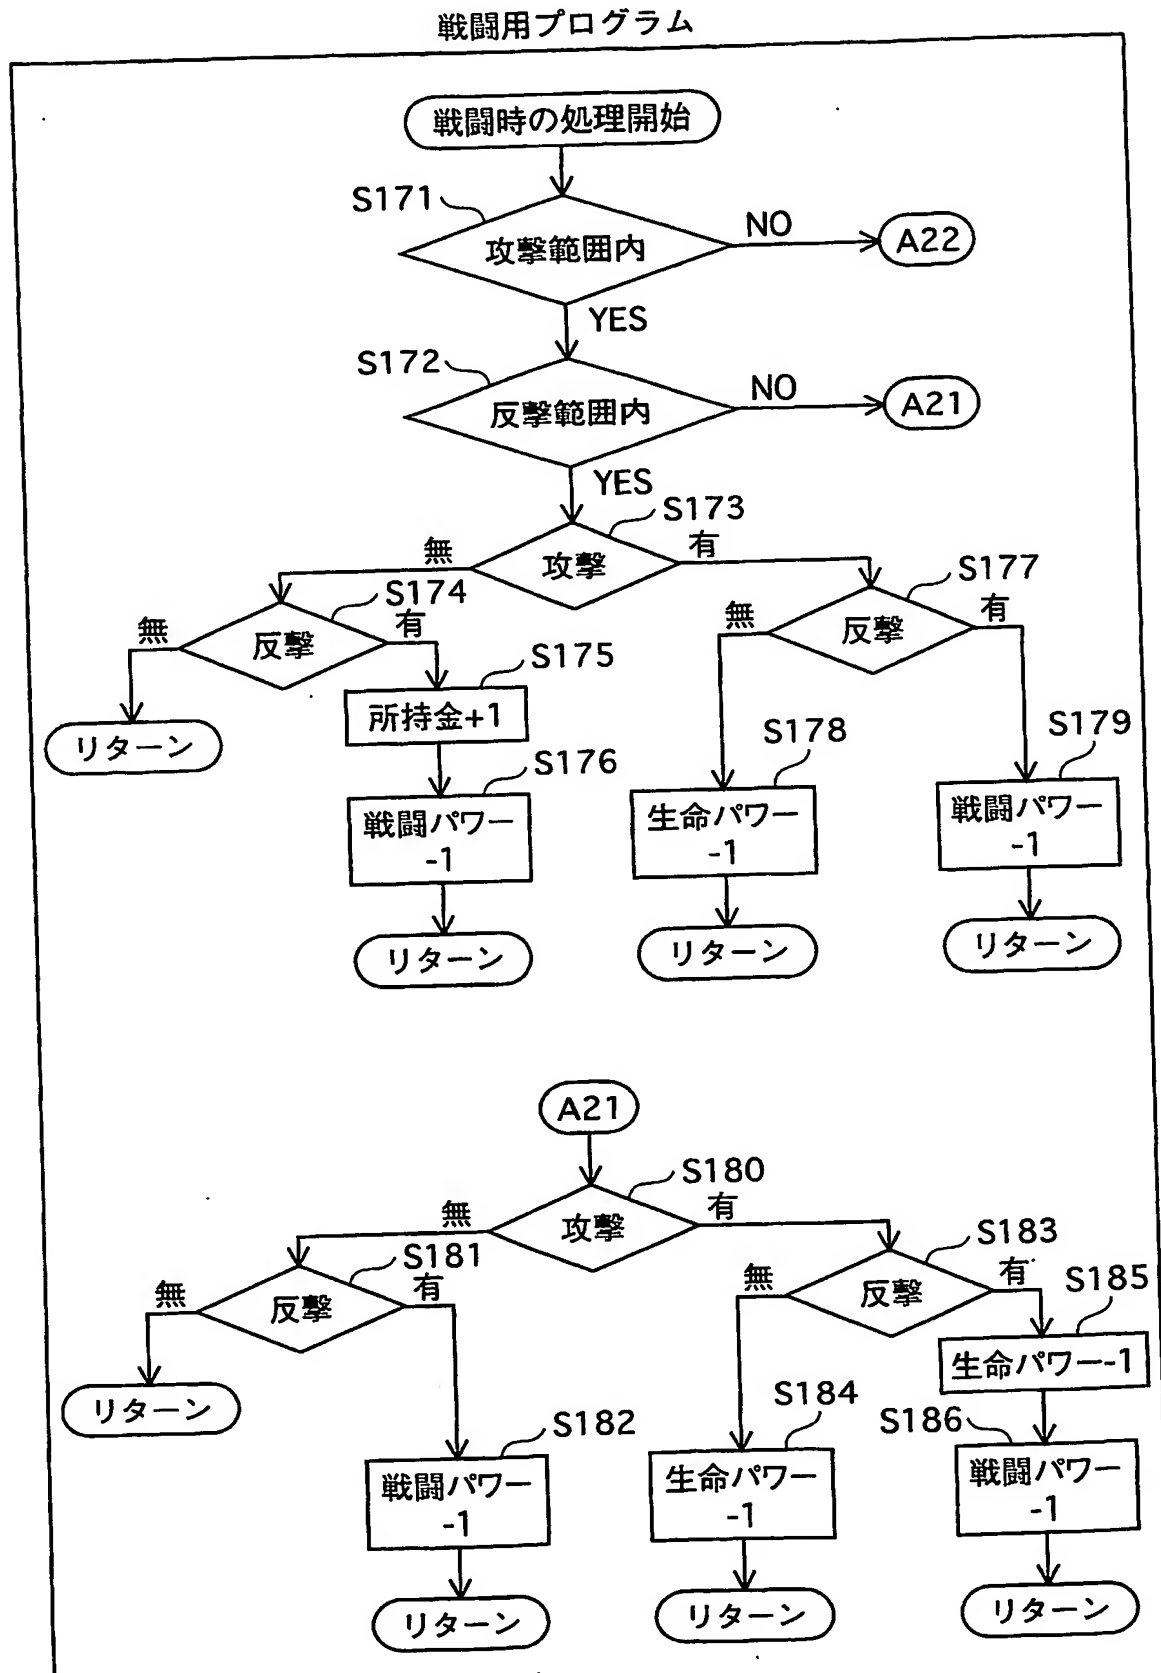 戦闘用プログラム
戦闘時の処理開始
S171
攻撃範囲内
NO
A22
YES
S172
反撃範囲内
NO
A21
YES
S173
無
攻撃
有
S174
無
反撃
有
S177
無
反撃
有
S175
所持金+1
リターン
S176
戦闘パワー
-1
S178
生命パワー
-1
S179
戦闘パワー
-1
リターン
リターン
リターン
A21
S180
無
攻撃
有
S181
無
反撃
有
S183
無
反撃
有
S185
生命パワー-1
リターン
S182
戦闘パワー
-1
S184
生命パワー
-1
S186
戦闘パワー
-1
リターン
リターン
リターン